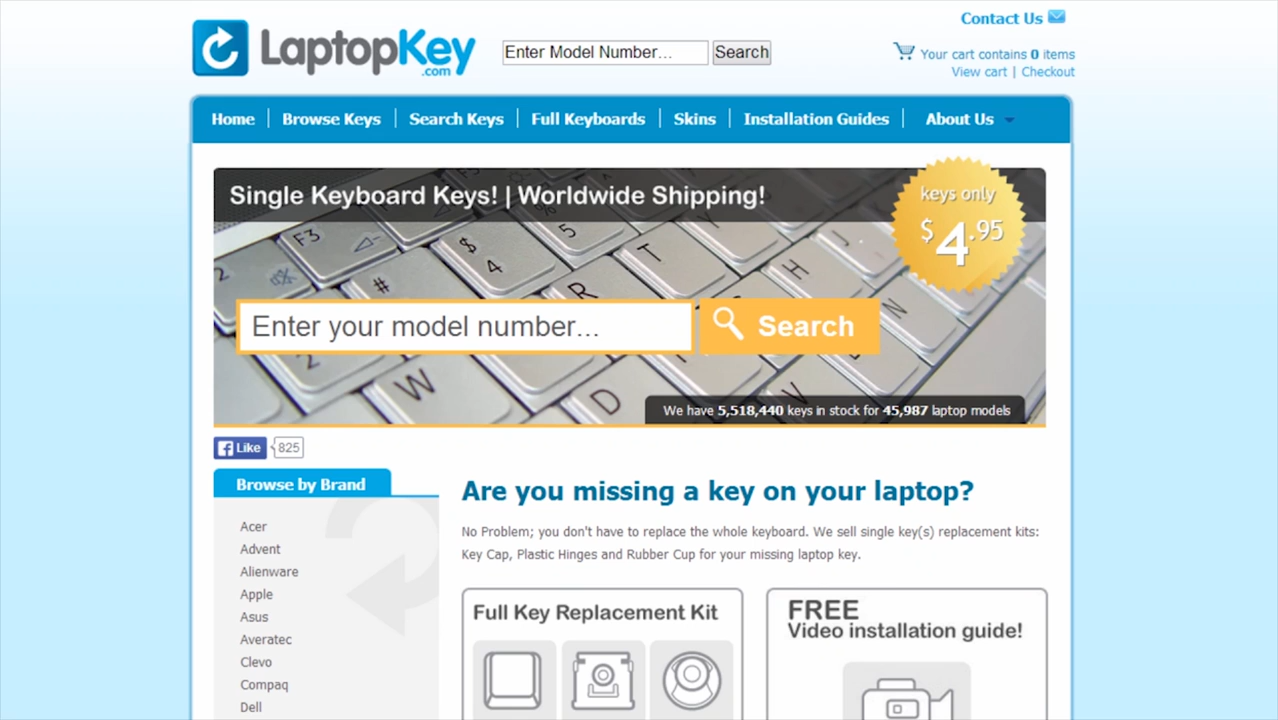 Contact Us
LaptopKey
.com
Enter Model Number...
Search
Your cart contains 0 items
View cart | Checkout
Home
Browse Keys
Search Keys
Full Keyboards
Skins
Installation Guides
About Us
Single Keyboard Keys! | Worldwide Shipping!
keys only
$4.95
F3
5
$
4
#
2
T
R
J
H
N
Enter your model number...
Search
2
W
D
V
We have 5,518,440 keys in stock for 45,987 laptop models
Like
825
Browse by Brand
Acer
Advent
Alienware
Apple
Asus
Averatec
Clevo
Compaq
Dell
Are you missing a key on your laptop?
No Problem; you don't have to replace the whole keyboard. We sell single key(s) replacement kits:
Key Cap, Plastic Hinges and Rubber Cup for your missing laptop key.
Full Key Replacement Kit
FREE
Video installation guide!